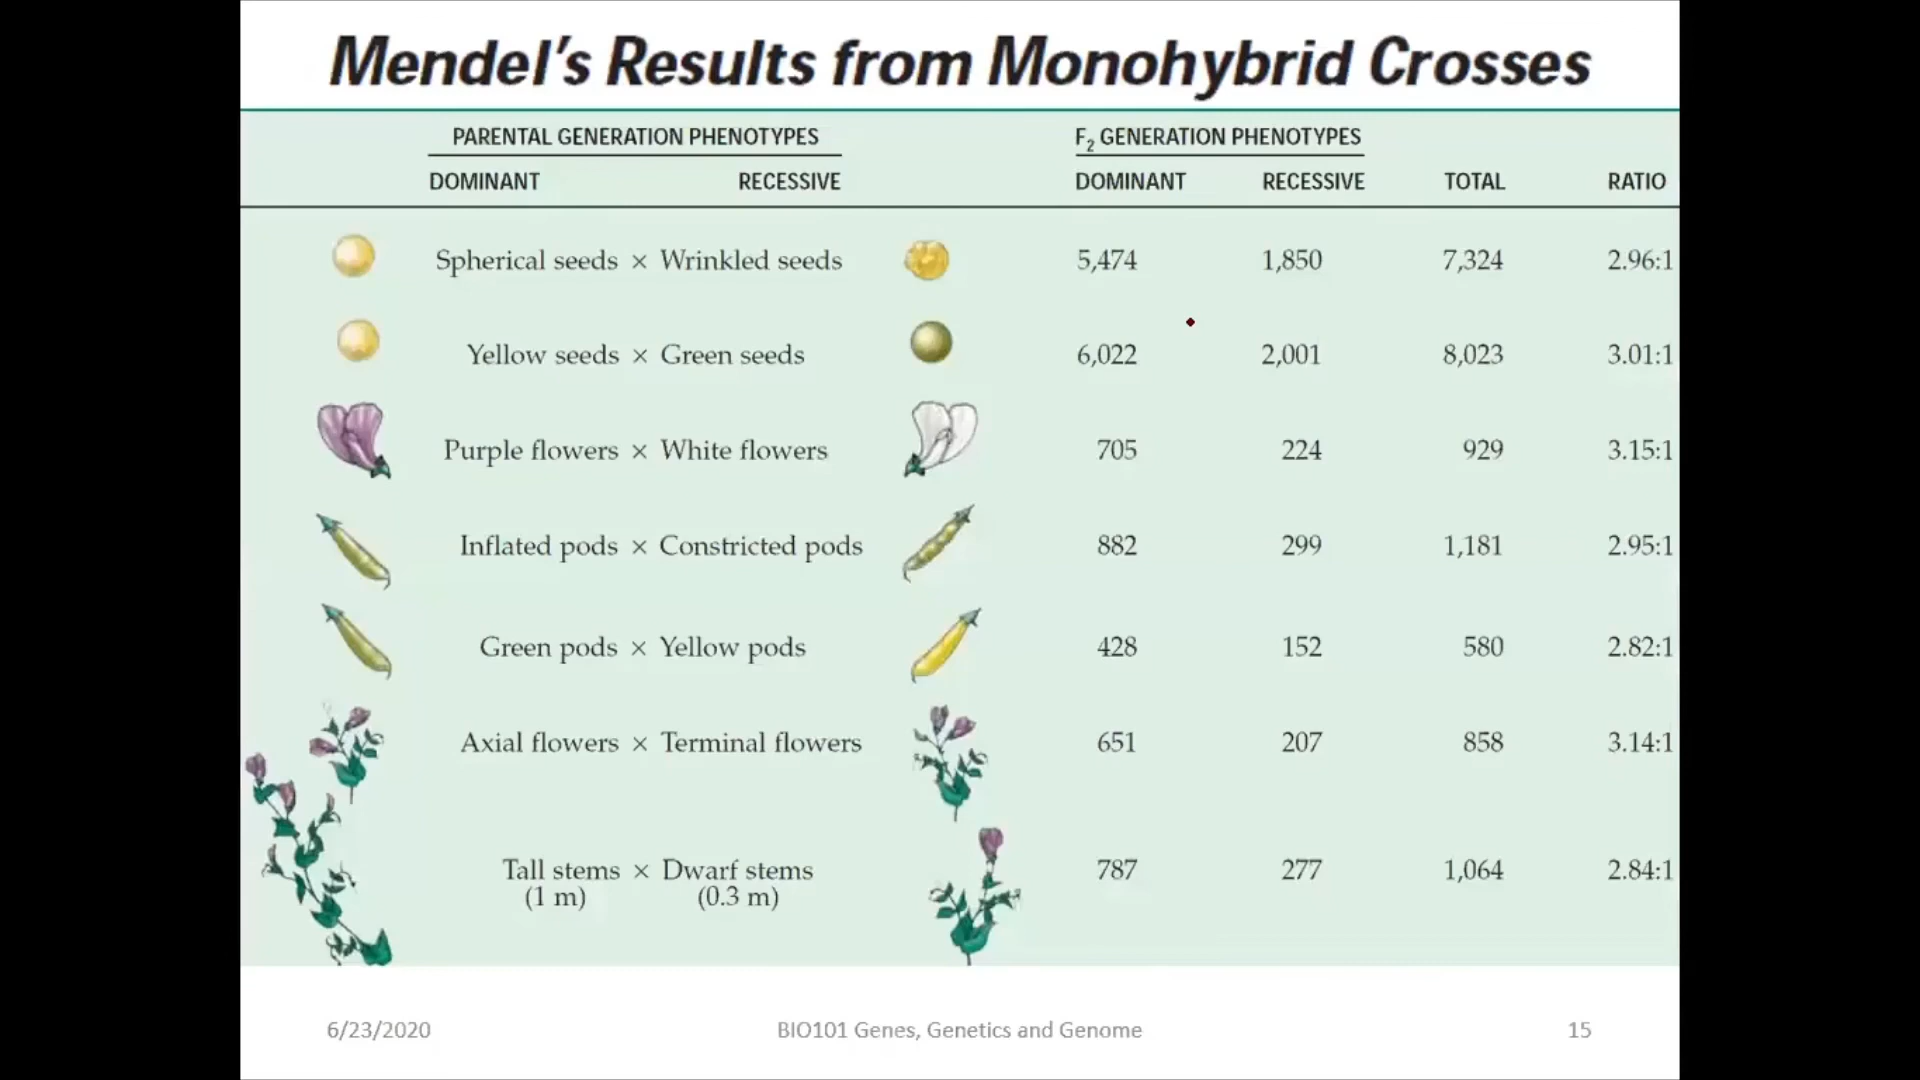 Mendel's Results from Monohybrid Crosses
PARENTAL GENERATION PHENOTYPES F₂ GENERATION PHENOTYPES
DOMINANT RECESSIVE DOMINANT RECESSIVE TOTAL RATIO
Spherical seeds × Wrinkled seeds 5,474 1,850 7,324 2.96:1
Yellow seeds × Green seeds 6,022 2,001 8,023 3.01:1
Purple flowers × White flowers 705 224 929 3.15:1
Inflated pods × Constricted pods 882 299 1,181 2.95:1
Green pods × Yellow pods 428 152 580 2.82:1
Axial flowers × Terminal flowers 651 207 858 3.14:1
Tall stems × Dwarf stems 787 277 1,064 2.84:1
(1 m) (0.3 m)
6/23/2020 BIO101 Genes, Genetics and Genome 15